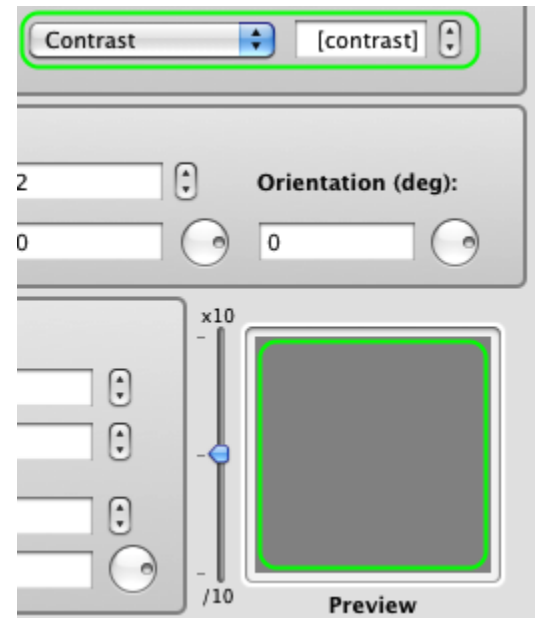 Contrast [contrast]
2 Orientation (deg):
0 0
x10
/10
Preview